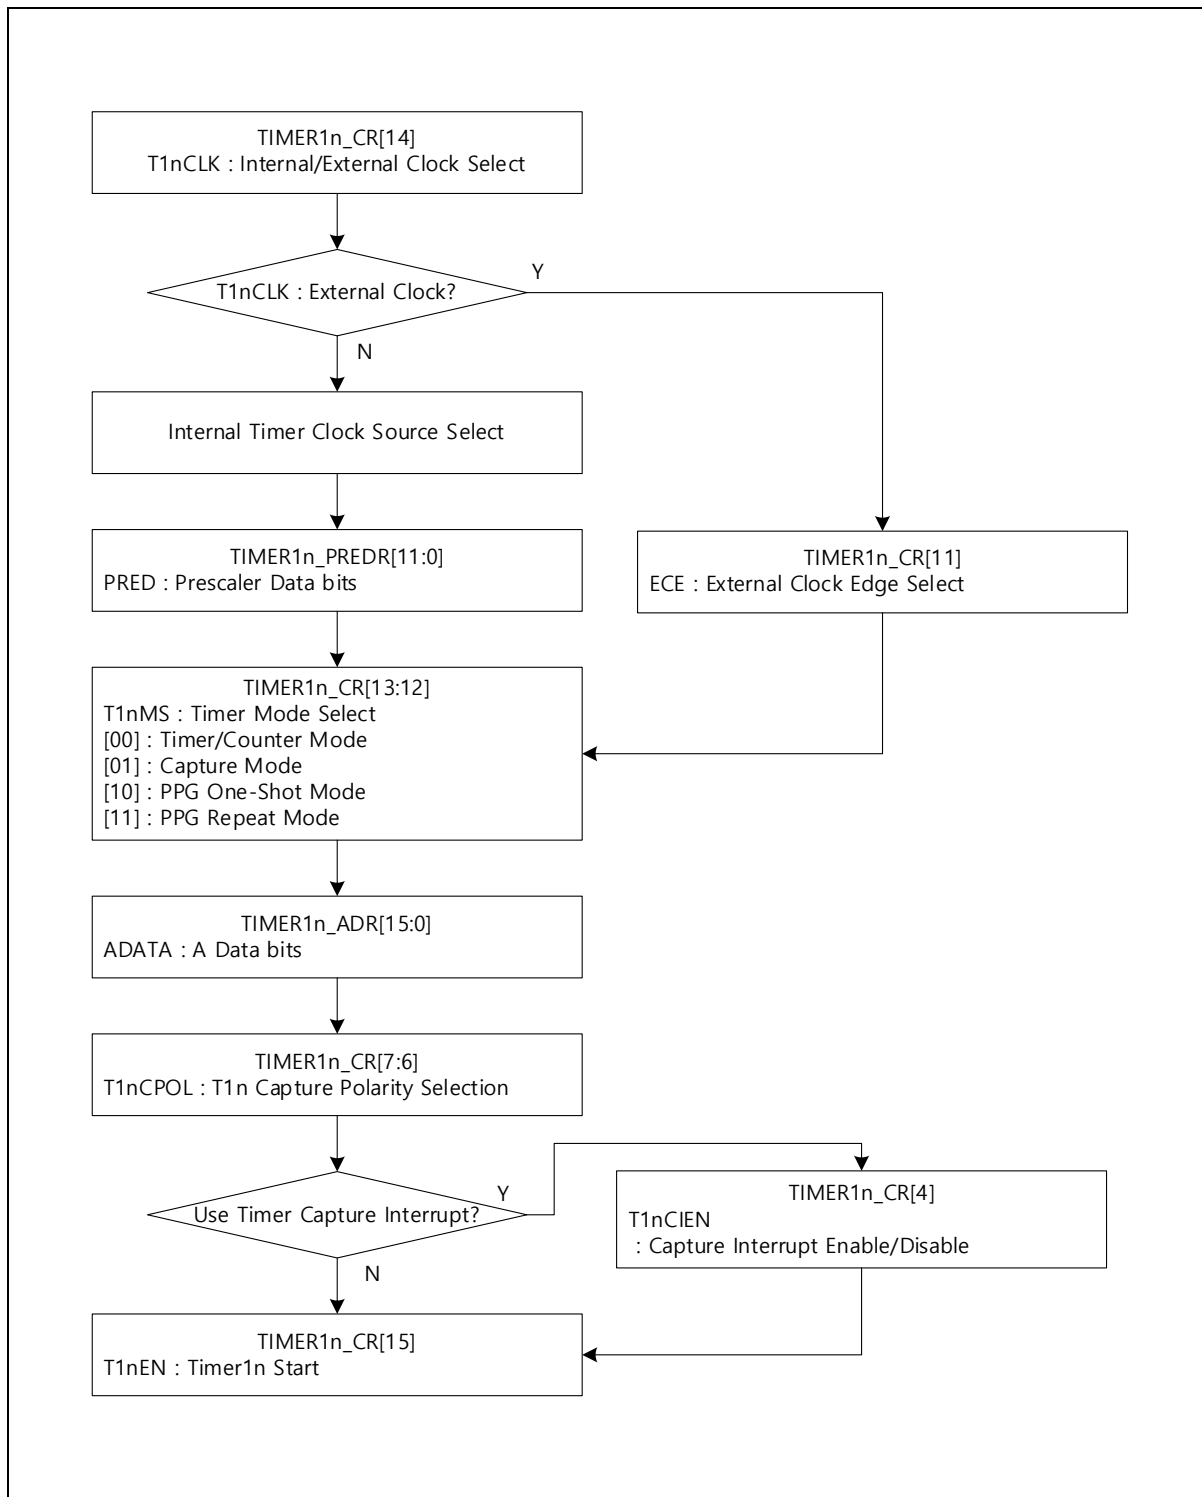 TIMER1n_CR[14]
T1nCLK : Internal/External Clock Select
T1nCLK : External Clock?
Y
N
Internal Timer Clock Source Select
TIMER1n_PREDR[11:0]
PRED : Prescaler Data bits
TIMER1n_CR[11]
ECE : External Clock Edge Select
TIMER1n_CR[13:12]
T1nMS : Timer Mode Select
[00] : Timer/Counter Mode
[01] : Capture Mode
[10] : PPG One-Shot Mode
[11] : PPG Repeat Mode
TIMER1n_ADR[15:0]
ADATA : A Data bits
TIMER1n_CR[7:6]
T1nCPOL : T1n Capture Polarity Selection
Use Timer Capture Interrupt?
Y
N
TIMER1n_CR[4]
T1nCIEN
: Capture Interrupt Enable/Disable
TIMER1n_CR[15]
T1nEN : Timer1n Start